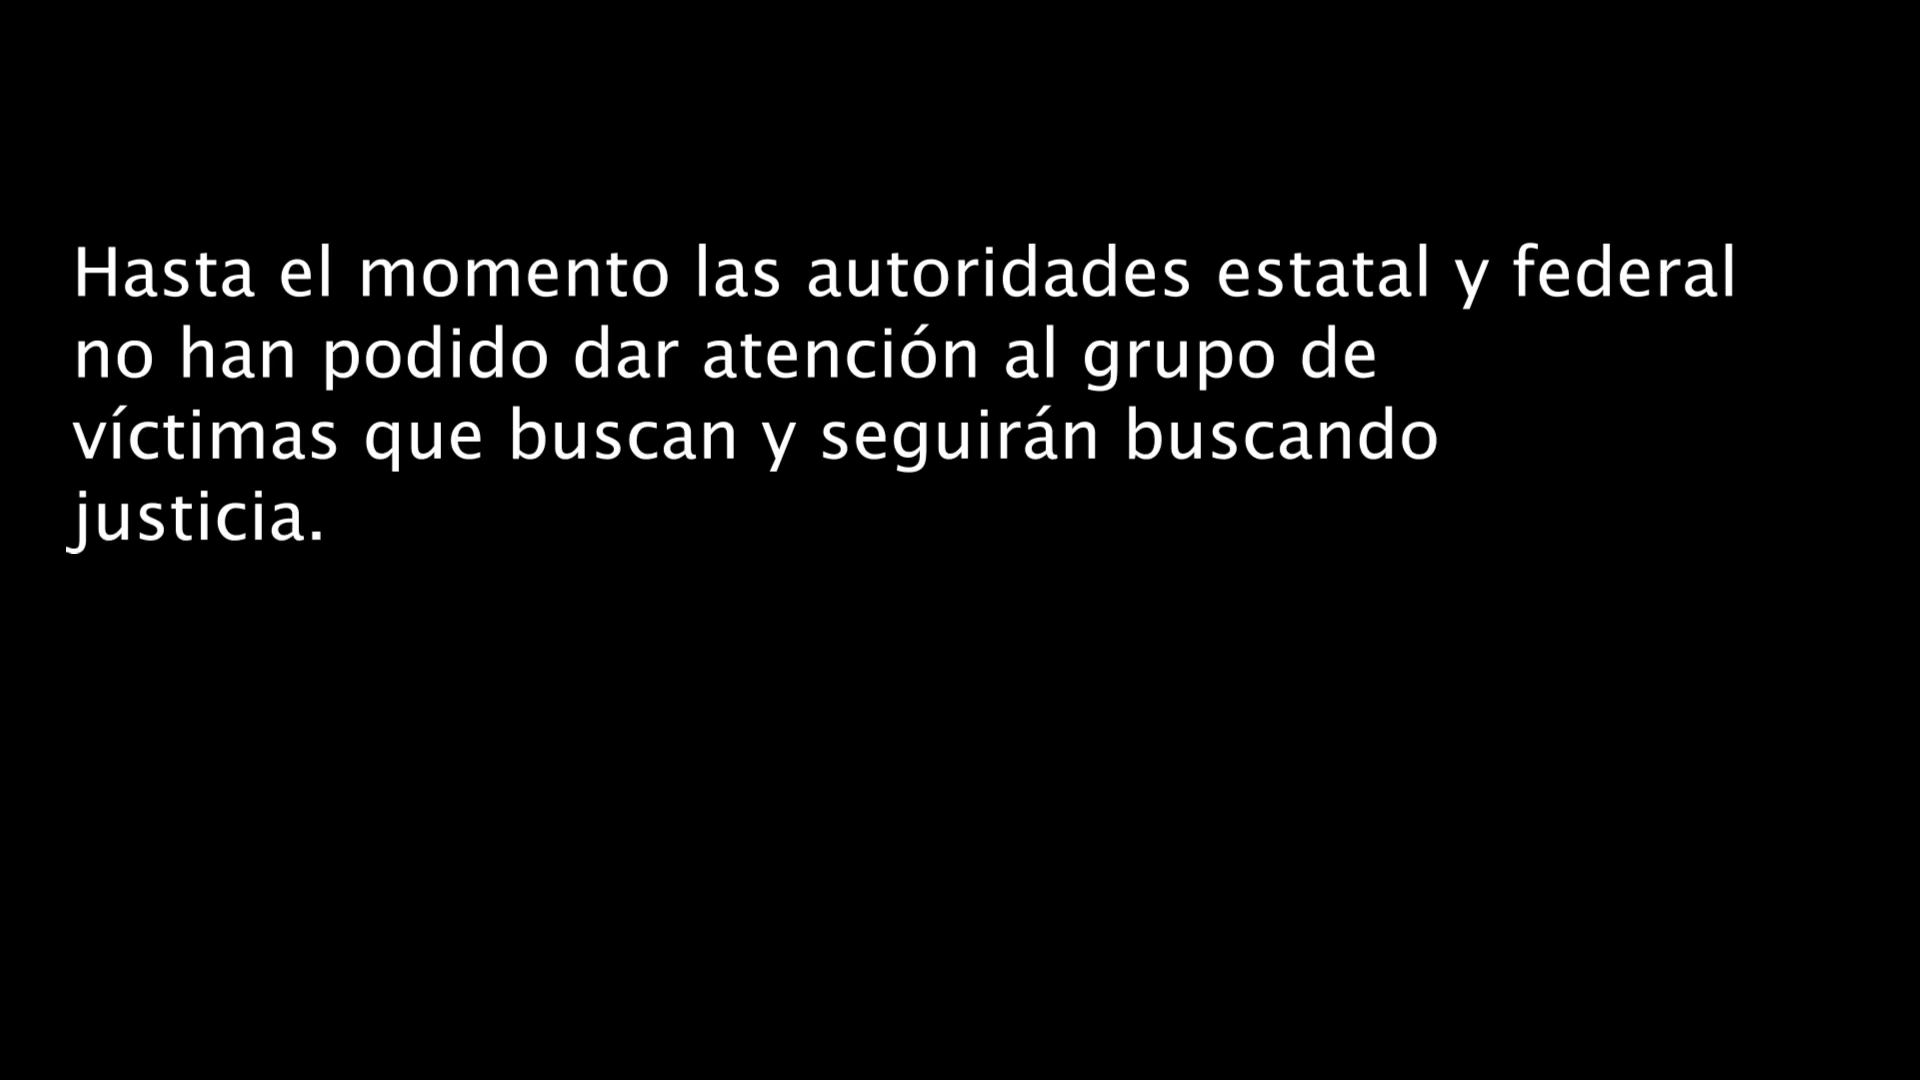 Hasta el momento las autoridades estatal y federal
no han podido dar atención al grupo de
víctimas que buscan y seguirán buscando
justicia.